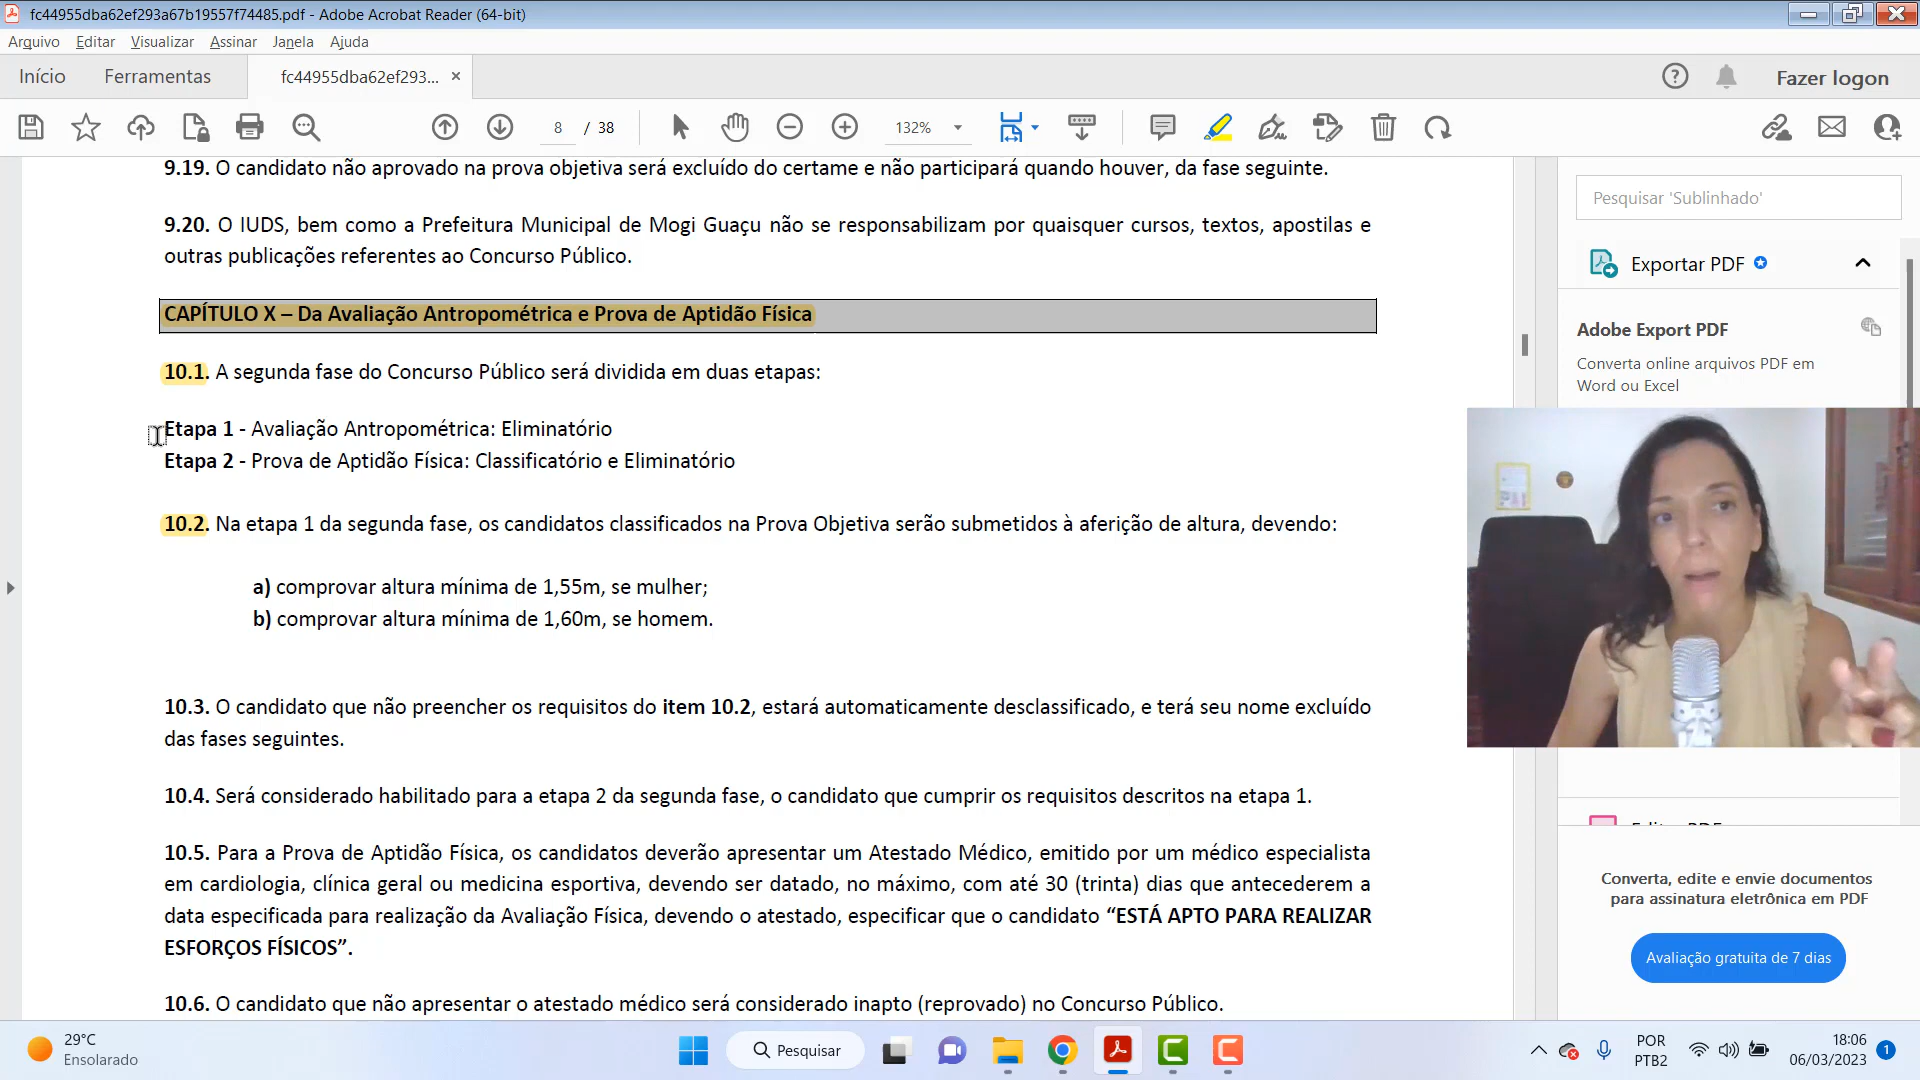 fc44955dba62ef293a67b19557f74485.pdf - Adobe Acrobat Reader (64-bit)
Arquivo Editar Visualizar Assinar Janela Ajuda
Início Ferramentas fc44955dba62ef293... × Fazer logon
8 / 38 132%
9.19. O candidato não aprovado na prova objetiva será excluído do certame e não participará quando houver, da fase seguinte.
9.20. O IUDS, bem como a Prefeitura Municipal de Mogi Guaçu não se responsabilizam por quaisquer cursos, textos, apostilas e
outras publicações referentes ao Concurso Público.
CAPÍTULO X – Da Avaliação Antropométrica e Prova de Aptidão Física
10.1. A segunda fase do Concurso Público será dividida em duas etapas:
Etapa 1 - Avaliação Antropométrica: Eliminatório
Etapa 2 - Prova de Aptidão Física: Classificatório e Eliminatório
10.2. Na etapa 1 da segunda fase, os candidatos classificados na Prova Objetiva serão submetidos à aferição de altura, devendo:
a) comprovar altura mínima de 1,55m, se mulher;
b) comprovar altura mínima de 1,60m, se homem.
10.3. O candidato que não preencher os requisitos do item 10.2, estará automaticamente desclassificado, e terá seu nome excluído
das fases seguintes.
10.4. Será considerado habilitado para a etapa 2 da segunda fase, o candidato que cumprir os requisitos descritos na etapa 1.
10.5. Para a Prova de Aptidão Física, os candidatos deverão apresentar um Atestado Médico, emitido por um médico especialista
em cardiologia, clínica geral ou medicina esportiva, devendo ser datado, no máximo, com até 30 (trinta) dias que antecederem a
data especificada para realização da Avaliação Física, devendo o atestado, especificar que o candidato “ESTÁ APTO PARA REALIZAR
ESFORÇOS FÍSICOS”.
10.6. O candidato que não apresentar o atestado médico será considerado inapto (reprovado) no Concurso Público.
Pesquisar 'Sublinhado'
Exportar PDF
Adobe Export PDF
Converta online arquivos PDF em
Word ou Excel
Converta, edite e envie documentos
para assinatura eletrônica em PDF
Avaliação gratuita de 7 dias
29°C
Ensolarado
Pesquisar
POR
PTB2
18:06
06/03/2023
1